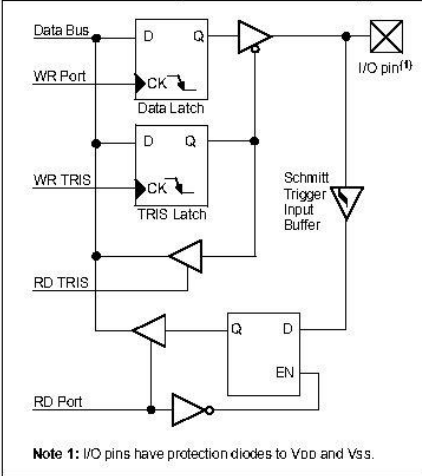 Data Bus
D Q
I/O pin(1)
WR Port
CK
Data Latch
D Q
WR TRIS
CK
TRIS Latch
Schmitt
Trigger
Input
Buffer
RD TRIS
Q D
EN
RD Port
Note 1: I/O pins have protection diodes to VDD and VSS.